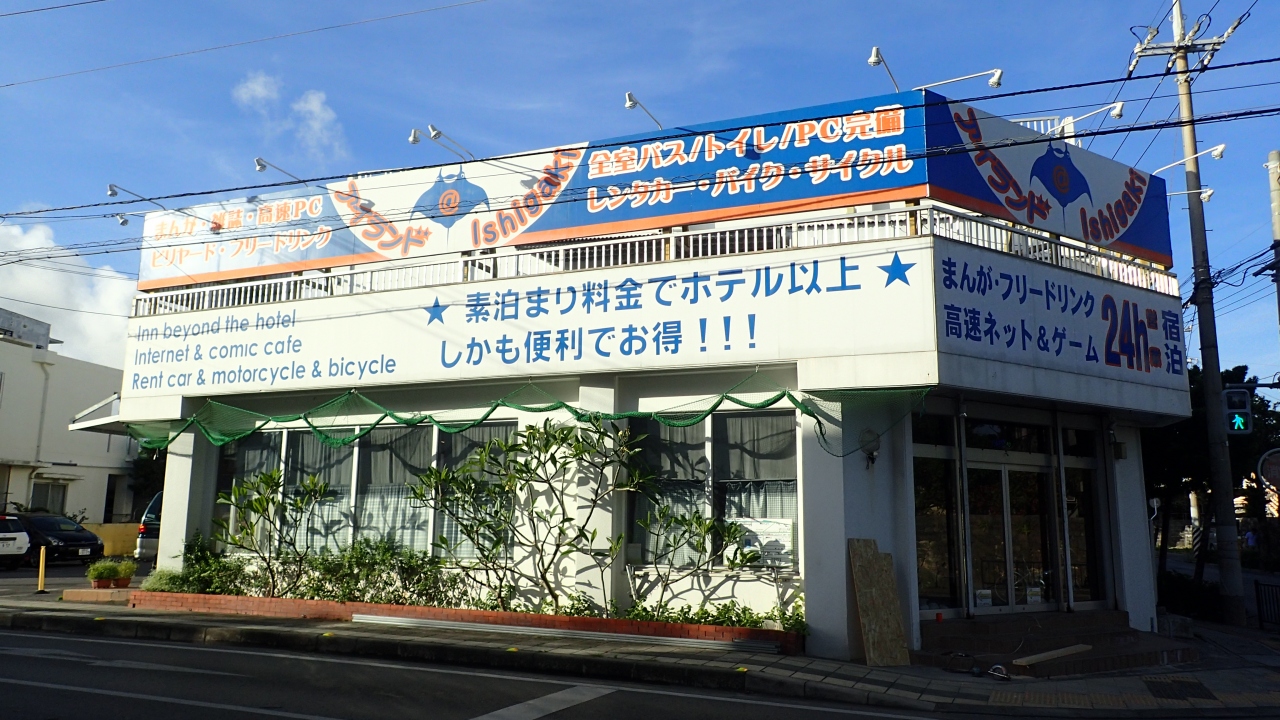 まんが・雑誌・高速PC
ビリヤード・フリードリンク
アイランド
@
Ishigaki
全室バス/トイレ/PC完備
レンタカー・バイク・サイクル
アイランド
@
Ishigaki
Inn beyond the hotel
Internet & comic cafe
Rent car & motorcycle & bicycle
★ 素泊まり料金でホテル以上 ★
しかも便利でお得！！！
まんが・フリードリンク
高速ネット＆ゲーム
24h
宿泊